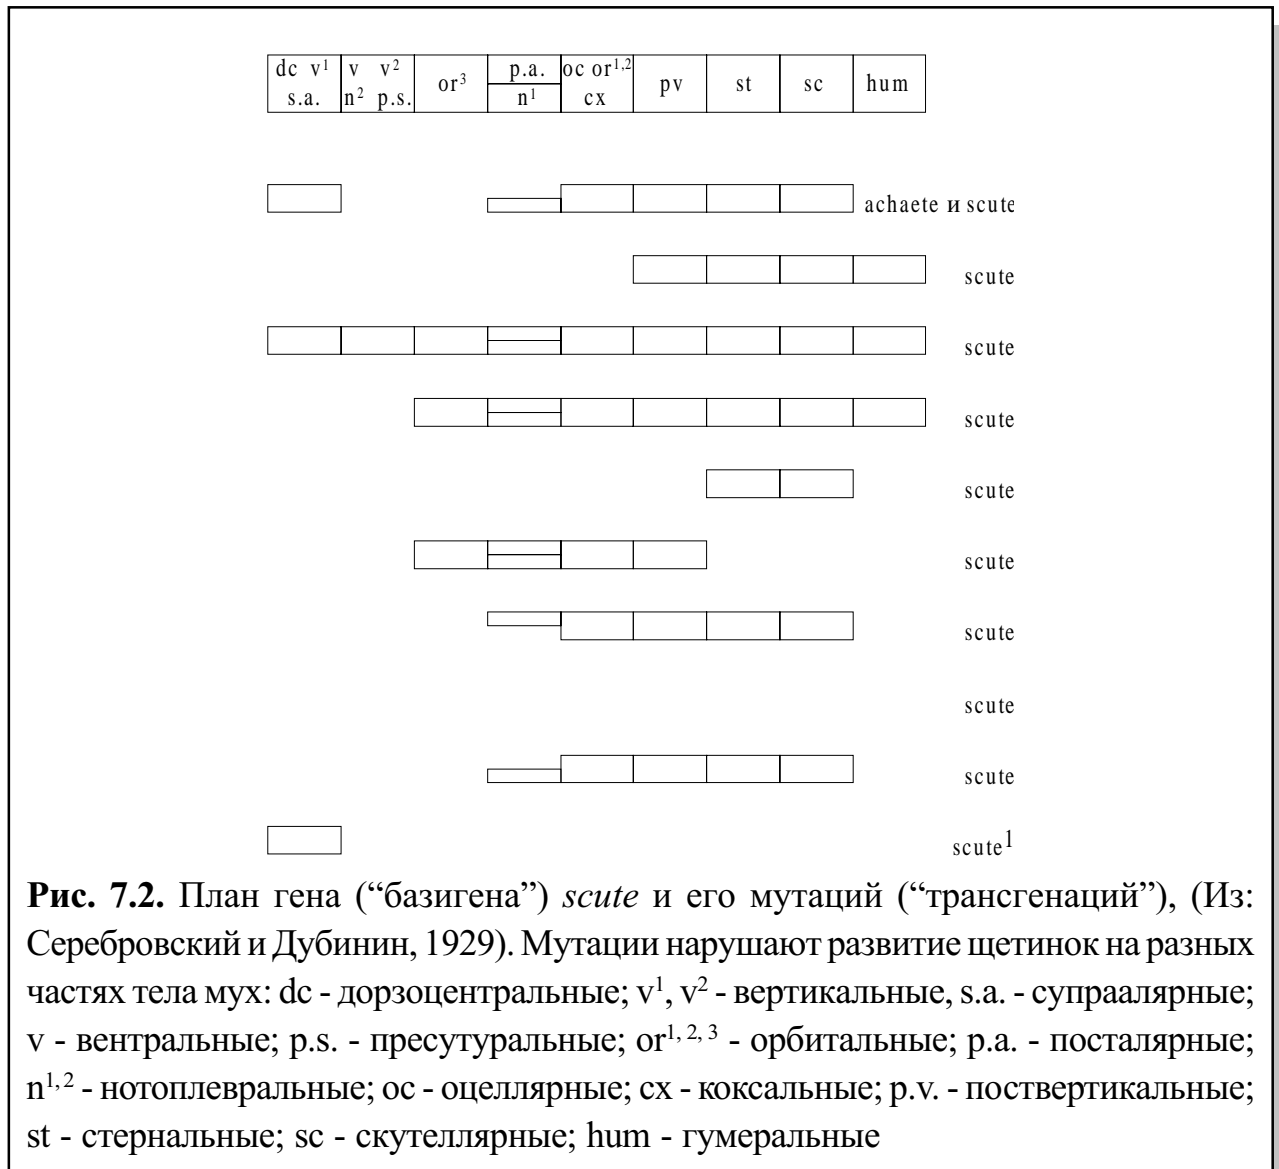 dc v¹ v v² or³ p.a. oc or¹,² pv st sc hum
s.a. n² p.s. n¹ cx
achaete и scute
scute
scute
scute
scute
scute
scute
scute
scute
scute¹
Рис. 7.2. План гена (“базигена”) scute и его мутаций (“трансгенаций”), (Из:
Серебровский и Дубинин, 1929). Мутации нарушают развитие щетинок на разных
частях тела мух: dc - дорзоцентральные; v¹, v² - вертикальные, s.a. - супраалярные;
v - вентральные; p.s. - пресутуральные; or¹, ², ³ - орбитальные; p.a. - посталярные;
n¹,² - нотоплевральные; oc - оцеллярные; cx - коксальные; p.v. - поствертикальные;
st - стернальные; sc - скутеллярные; hum - гумеральные